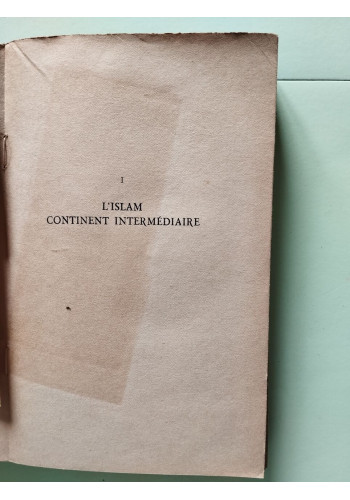 I
L'ISLAM
CONTINENT INTERMÉDIAIRE